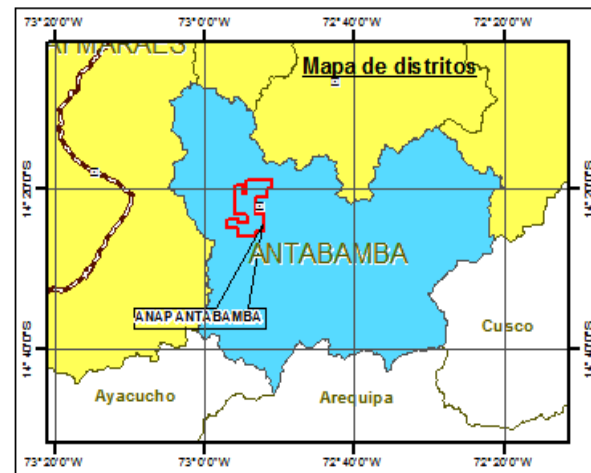 73°20'0"W 73°0'0"W 72°40'0"W 72°20'0"W
Mapa de distritos
14°20'0"S 14°20'0"S
ANTABAMBA
ANAP ANTABAMBA
Cusco
14°40'0"S 14°40'0"S
Ayacucho
Arequipa
73°20'0"W 73°0'0"W 72°40'0"W 72°20'0"W